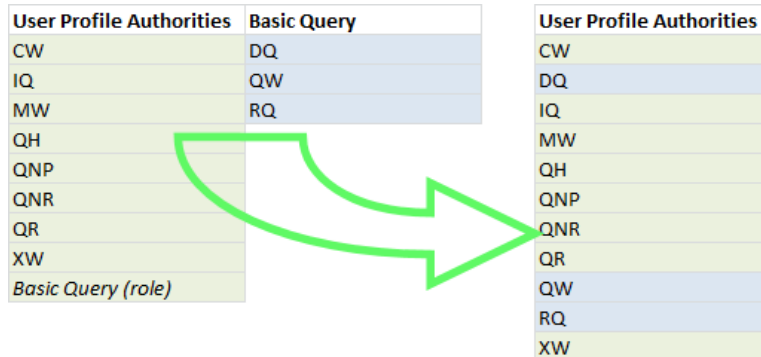 User Profile Authorities Basic Query
CW DQ
IQ QW
MW RQ
QH
QNP
QNR
QR
XW
Basic Query (role)
User Profile Authorities
CW
DQ
IQ
MW
QH
QNP
QNR
QR
QW
RQ
XW